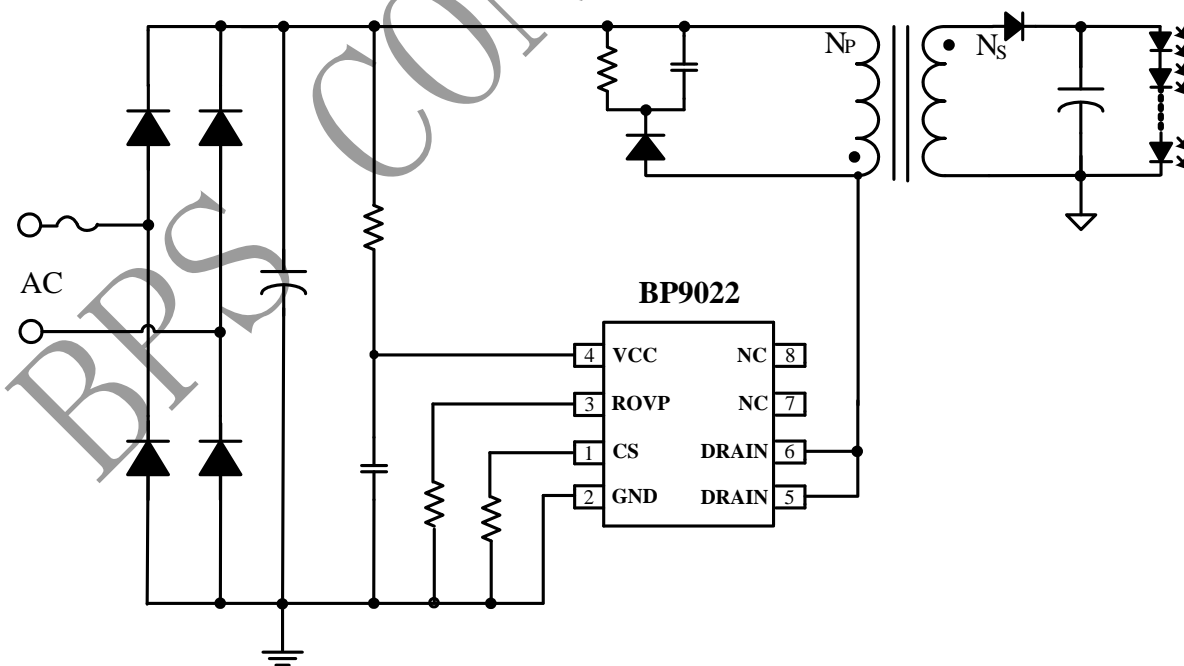 BPS CON
NP
NS
AC
BP9022
4 VCC NC 8
3 ROVP NC 7
1 CS DRAIN 6
2 GND DRAIN 5